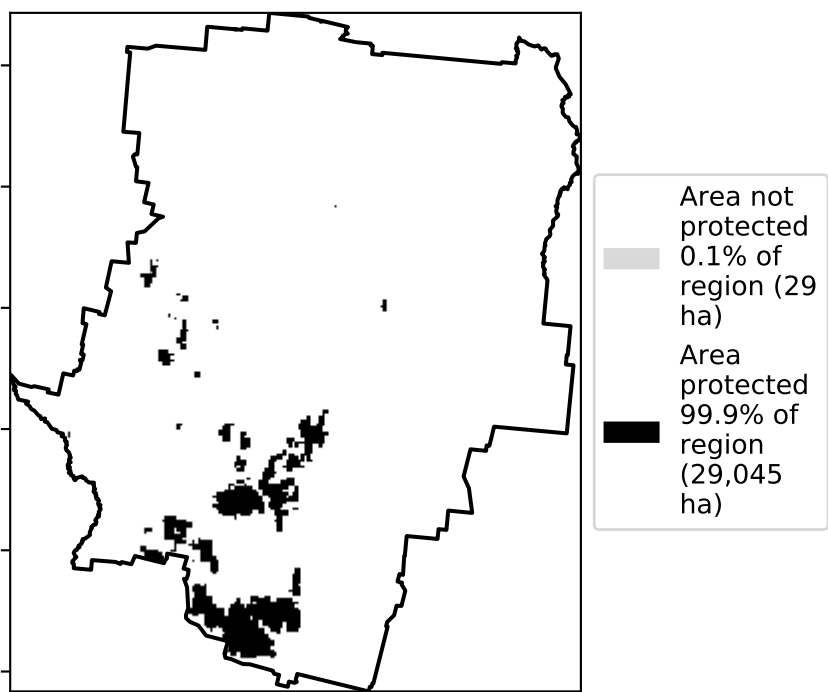 Area not
protected
0.1% of
region (29
ha)
Area
protected
99.9% of
region
(29,045
ha)